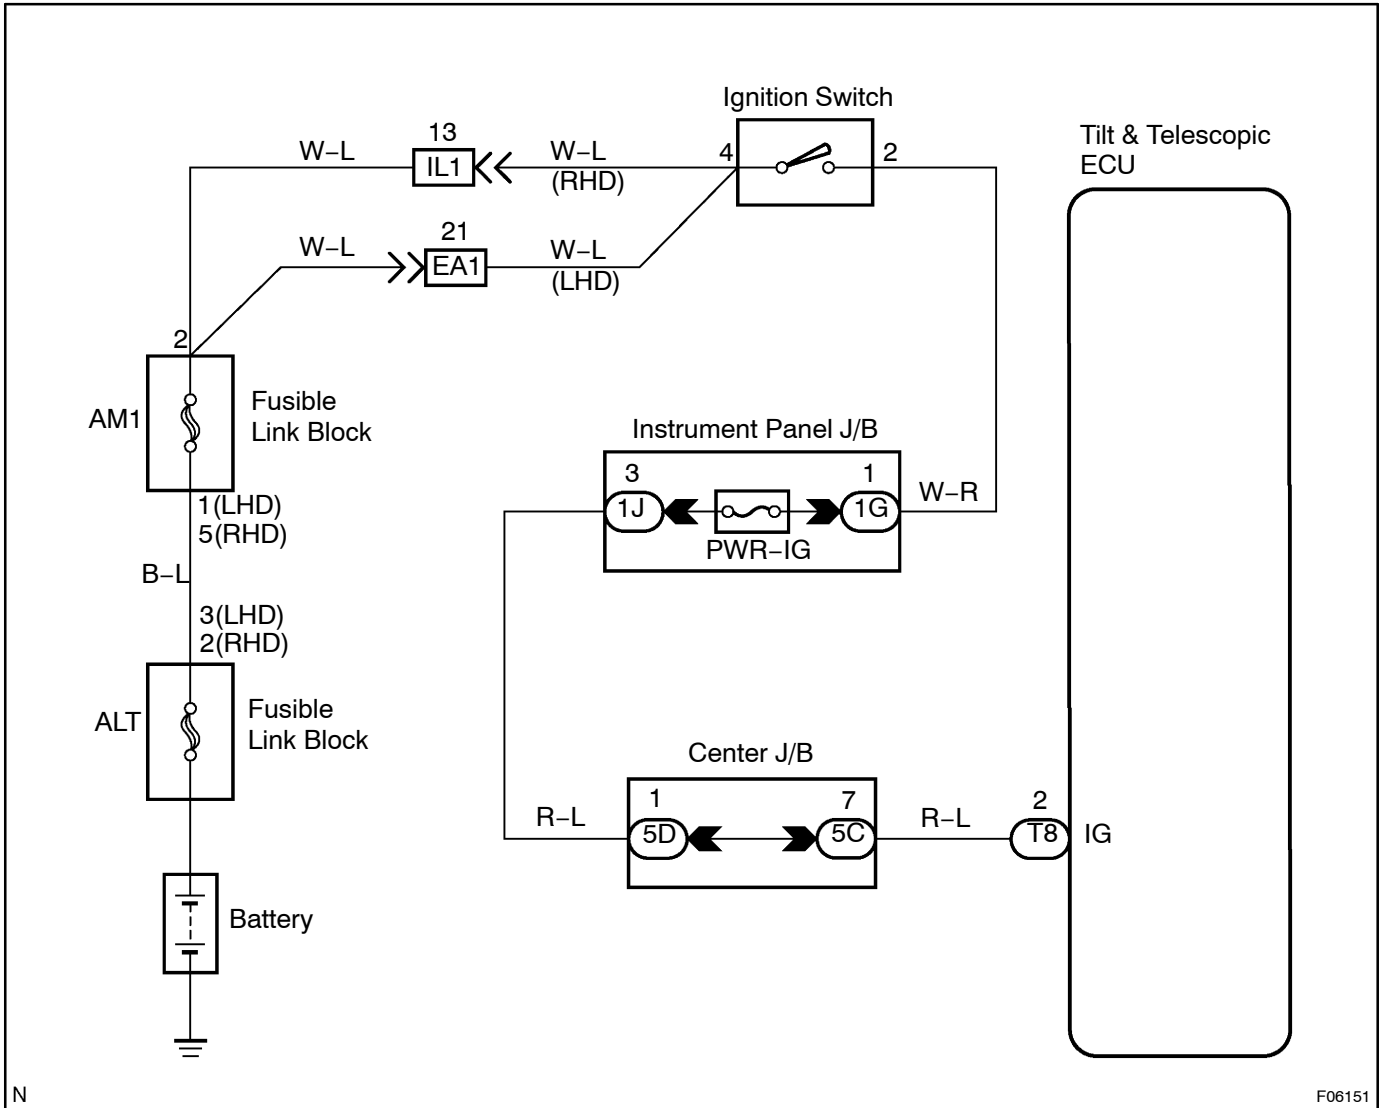 Ignition Switch
13
IL1
W–L
W–L
(RHD)
4
2
Tilt & Telescopic
ECU
21
EA1
W–L
W–L
(LHD)
2
AM1
Fusible
Link Block
1(LHD)
5(RHD)
B–L
3(LHD)
2(RHD)
ALT
Fusible
Link Block
Battery
Instrument Panel J/B
3
1J
1
1G
W–R
PWR–IG
Center J/B
R–L
1
5D
7
5C
R–L
2
T8
IG
N
F06151